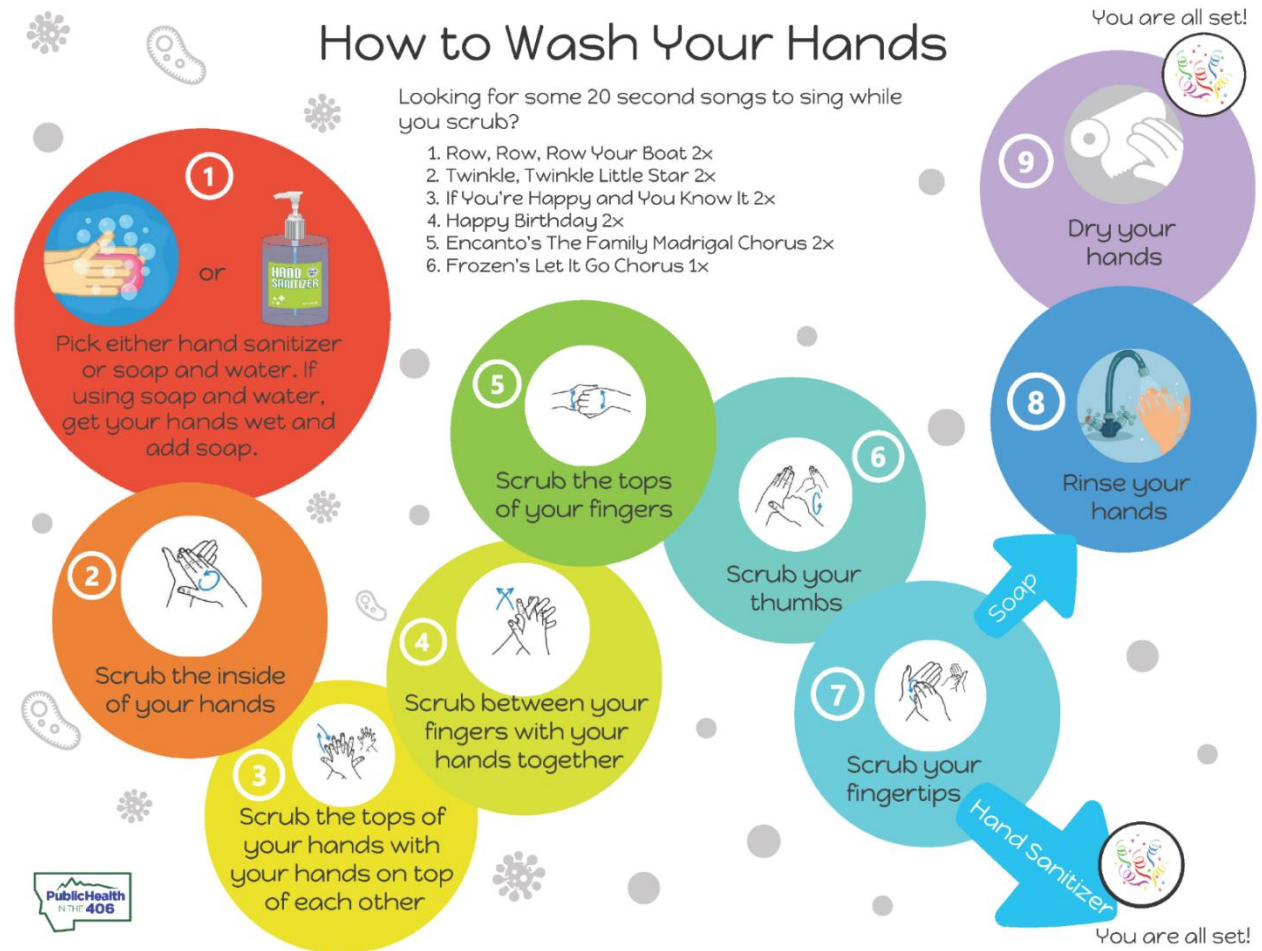 How to Wash Your Hands
Looking for some 20 second songs to sing while
you scrub?
1. Row, Row, Row Your Boat 2x
2. Twinkle, Twinkle Little Star 2x
3. If You're Happy and You Know It 2x
4. Happy Birthday 2x
5. Encanto's The Family Madrigal Chorus 2x
6. Frozen's Let It Go Chorus 1x
1
or
HAND
SANITIZER
Pick either hand sanitizer
or soap and water. If
using soap and water,
get your hands wet and
add soap.
2
Scrub the inside
of your hands
3
Scrub the tops of
your hands with
your hands on top
of each other
4
Scrub between your
fingers with your
hands together
5
Scrub the tops
of your fingers
6
Scrub your
thumbs
7
Scrub your
fingertips
Soap
8
Rinse your
hands
9
Dry your
hands
You are all set!
Hand Sanitizer
You are all set!
PublicHealth
IN THE 406